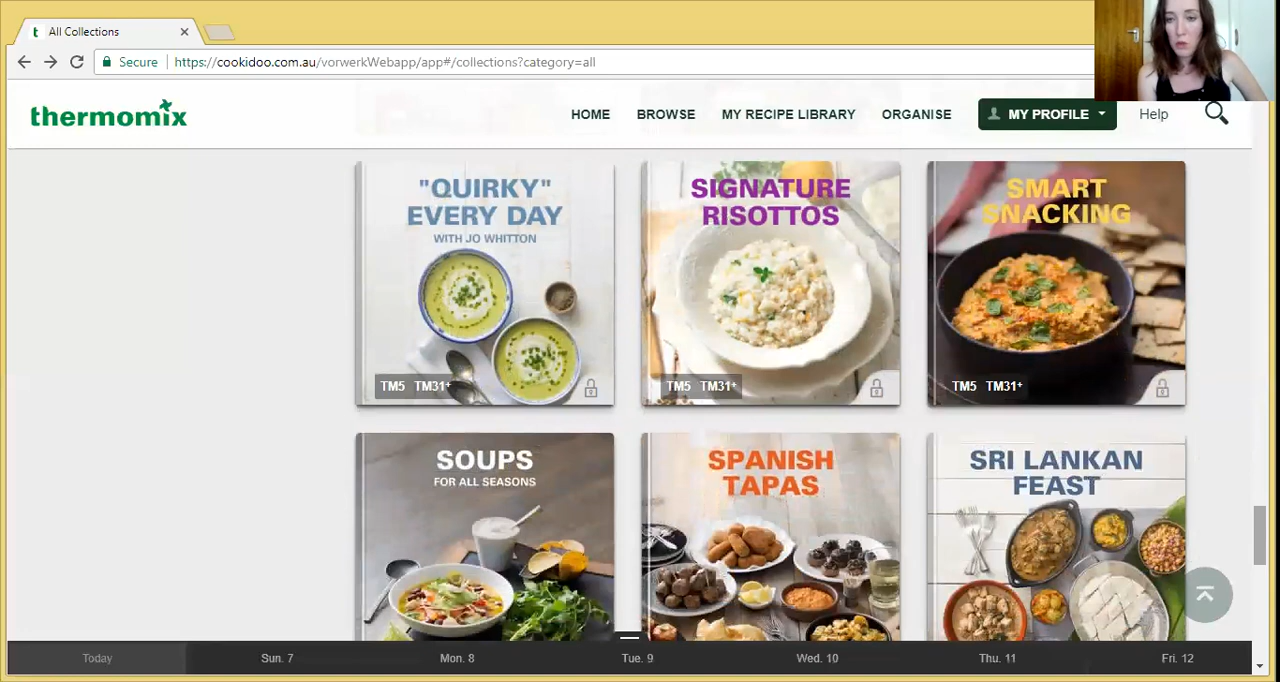 All Collections
Secure https://cookidoo.com.au/vorwerkWebapp/app#/collections?category=all
thermomix
HOME BROWSE MY RECIPE LIBRARY ORGANISE MY PROFILE Help
"QUIRKY"
EVERY DAY
WITH JO WHITTON
TM5 TM31+
SIGNATURE
RISOTTOS
TM5 TM31+
SMART
SNACKING
TM5 TM31+
SOUPS
FOR ALL SEASONS
SPANISH
TAPAS
SRI LANKAN
FEAST
Today Sun. 7 Mon. 8 Tue. 9 Wed. 10 Thu. 11 Fri. 12